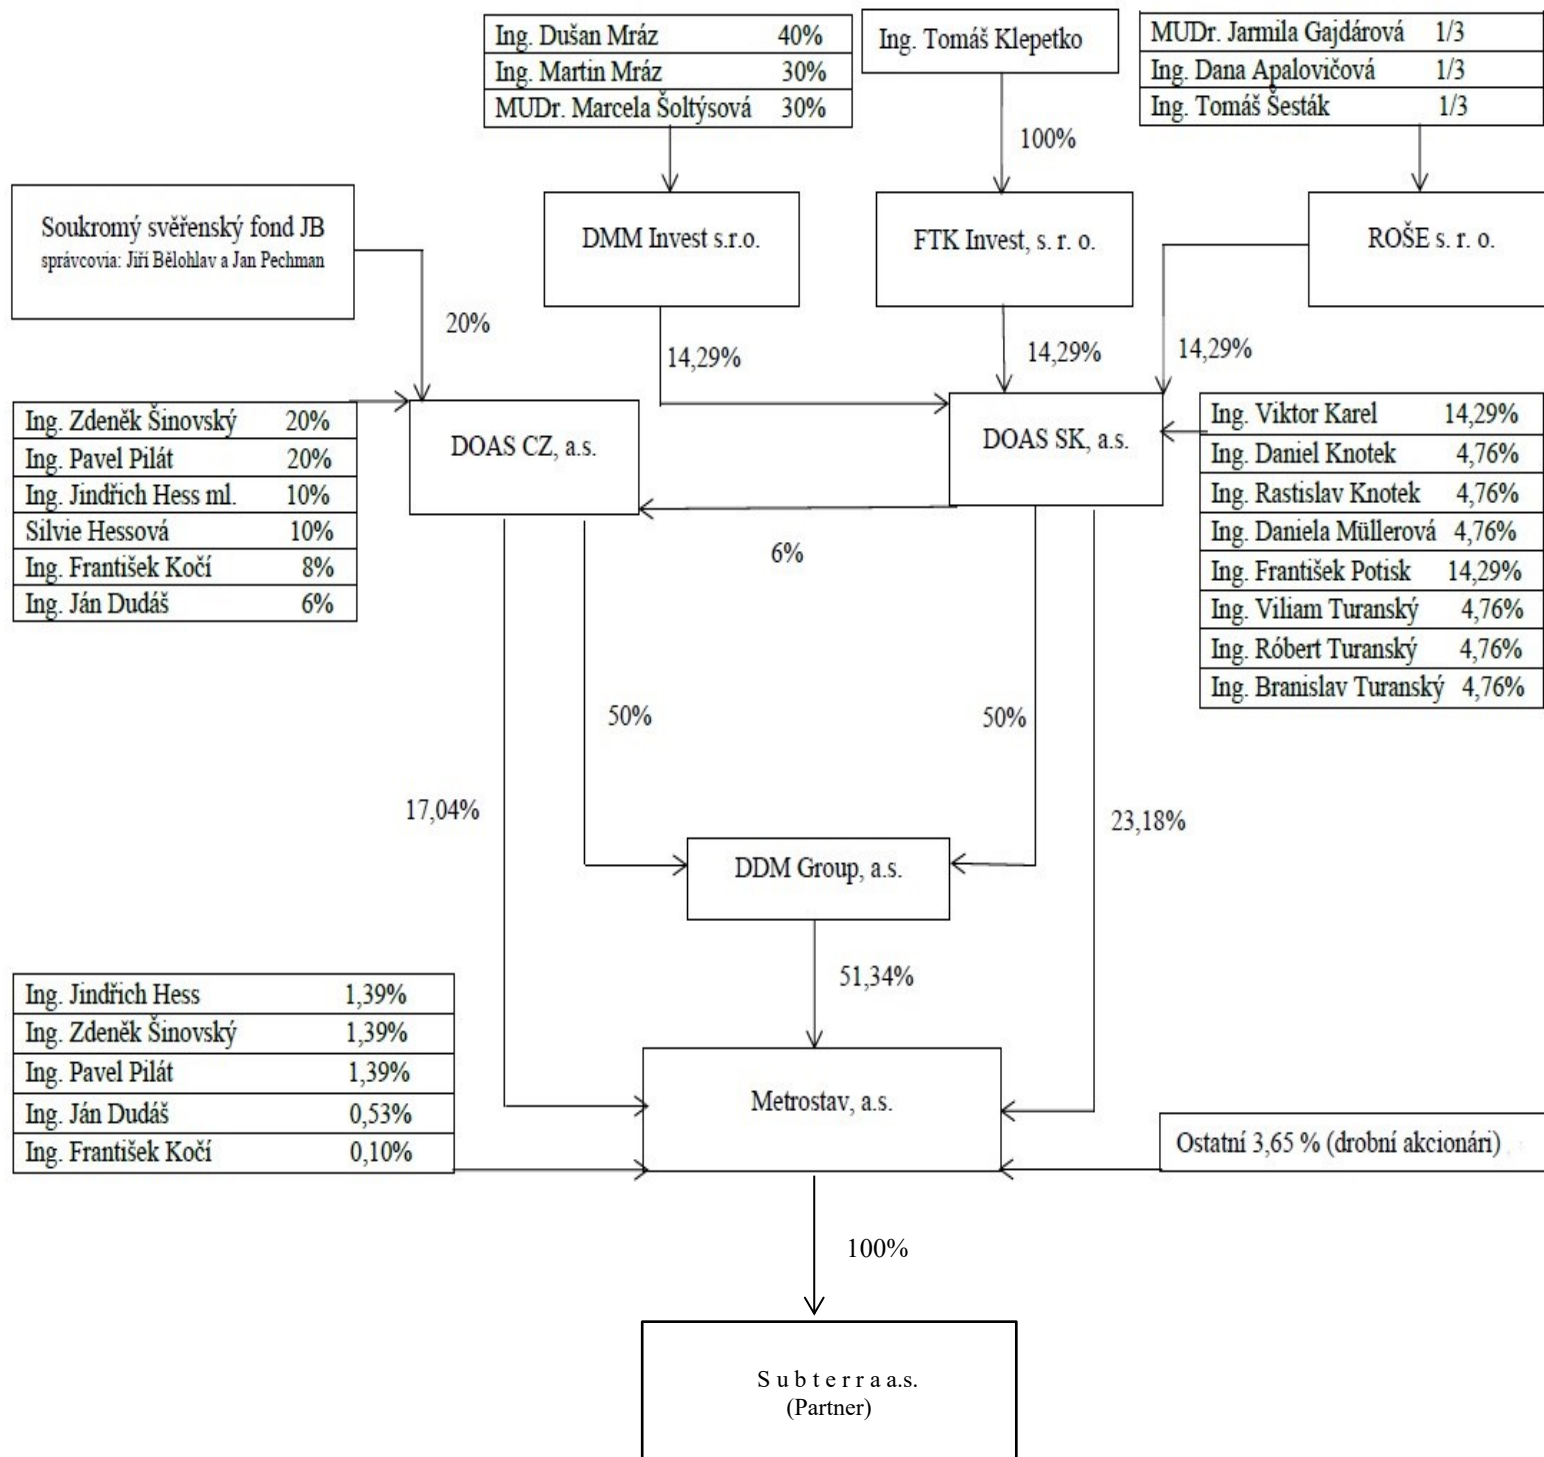 Ing. Dušan Mráz 40%
Ing. Martin Mráz 30%
MUDr. Marcela Šoltýsová 30%
Ing. Tomáš Klepetko
MUDr. Jarmila Gajdárová 1/3
Ing. Dana Apalovičová 1/3
Ing. Tomáš Šesták 1/3
100%
Soukromý svěřenský fond JB
správcovia: Jiří Bělohlav a Jan Pechman
DMM Invest s.r.o.
FTK Invest, s. r. o.
ROŠE s. r. o.
20%
14,29%
14,29%
14,29%
Ing. Zdeněk Šinovský 20%
Ing. Pavel Pilát 20%
Ing. Jindřich Hess ml. 10%
Silvie Hessová 10%
Ing. František Kočí 8%
Ing. Ján Dudáš 6%
DOAS CZ, a.s.
DOAS SK, a.s.
Ing. Viktor Karel 14,29%
Ing. Daniel Knotek 4,76%
Ing. Rastislav Knotek 4,76%
Ing. Daniela Müllerová 4,76%
Ing. František Potisk 14,29%
Ing. Viliam Turanský 4,76%
Ing. Róbert Turanský 4,76%
Ing. Branislav Turanský 4,76%
6%
50%
50%
17,04%
23,18%
DDM Group, a.s.
51,34%
Ing. Jindřich Hess 1,39%
Ing. Zdeněk Šinovský 1,39%
Ing. Pavel Pilát 1,39%
Ing. Ján Dudáš 0,53%
Ing. František Kočí 0,10%
Metrostav, a.s.
Ostatní 3,65 % (drobní akcionári)
100%
S u b t e r r a a.s.
(Partner)